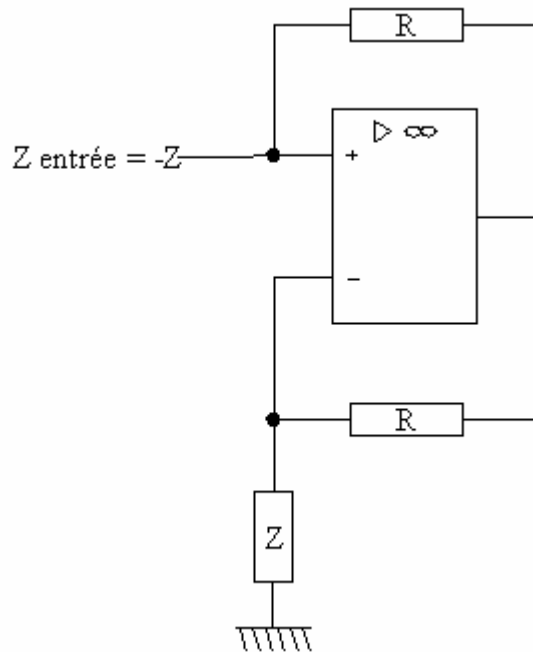 R
▷ ∞
Z entrée = -Z
+
-
R
Z